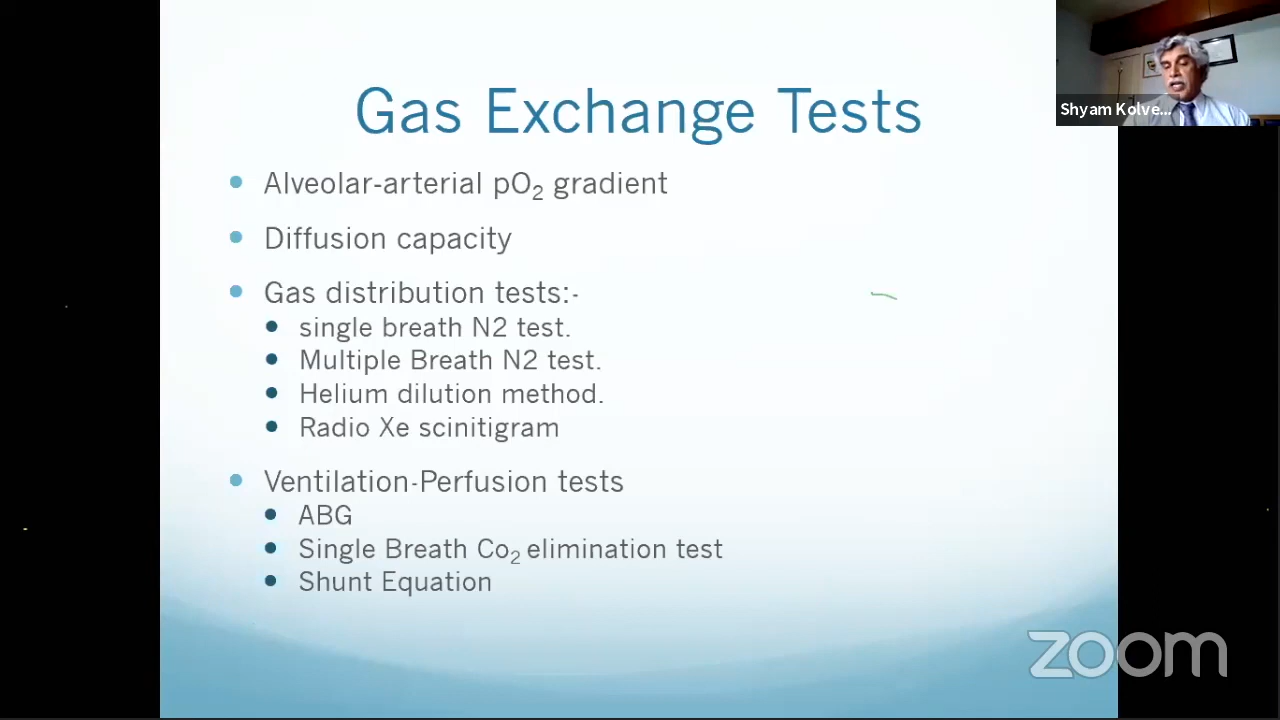 Gas Exchange Tests
Alveolar-arterial pO₂ gradient
Diffusion capacity
Gas distribution tests:-
single breath N2 test.
Multiple Breath N2 test.
Helium dilution method.
Radio Xe scinitigram
Ventilation-Perfusion tests
ABG
Single Breath Co₂ elimination test
Shunt Equation
Shyam Kolve...
zoom